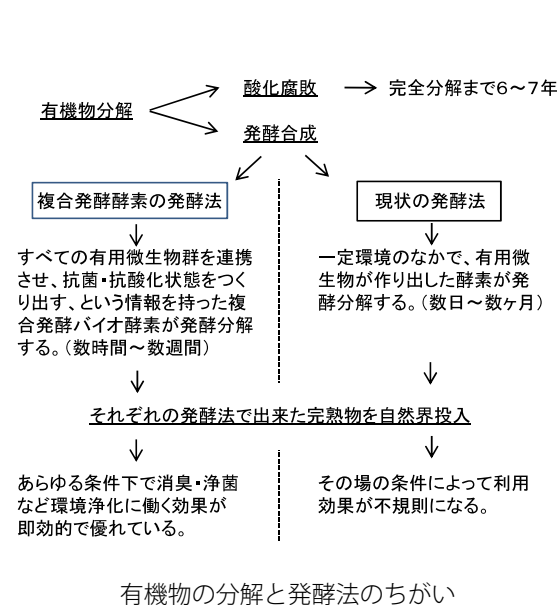 酸化腐敗 → 完全分解まで6～7年
有機物分解
発酵合成
複合発酵酵素の発酵法
すべての有用微生物群を連携
させ、抗菌・抗酸化状態をつく
り出す、という情報を持った複
合発酵バイオ酵素が発酵分解
する。（数時間～数週間）
現状の発酵法
一定環境のなかで、有用微
生物が作り出した酵素が発
酵分解する。（数日～数ヶ月）
それぞれの発酵法で出来た完熟物を自然界投入
あらゆる条件下で消臭・浄菌
など環境浄化に働く効果が
即効的で優れている。
その場の条件によって利用
効果が不規則になる。
有機物の分解と発酵法のちがい